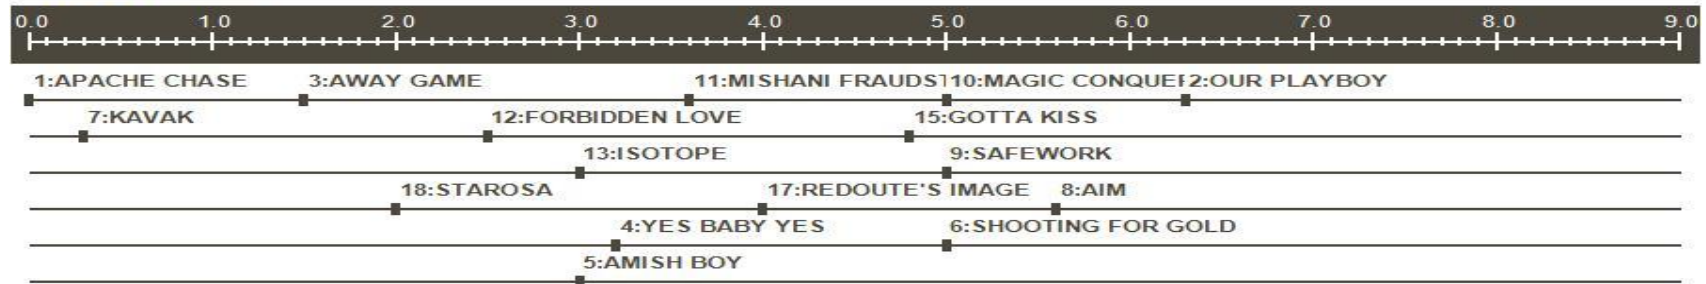 0.0 1.0 2.0 3.0 4.0 5.0 6.0 7.0 8.0 9.0
1:APACHE CHASE 3:AWAY GAME 11:MISHANI FRAUDST 10:MAGIC CONQUEF 2:OUR PLAYBOY
7:KAVAK 12:FORBIDDEN LOVE 15:GOTTA KISS
13:ISOTOPE 9:SAFEWORK
18:STAROSA 17:REDOUTE'S IMAGE 8:AIM
4:YES BABY YES 6:SHOOTING FOR GOLD
5:AMISH BOY